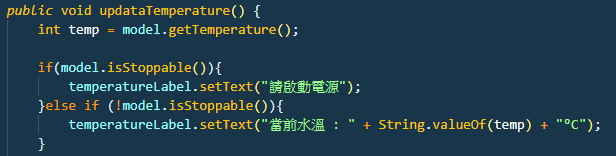 public void updataTemperature() {
int temp = model.getTemperature();
if(model.isStoppable()){
temperatureLabel.setText("請啟動電源");
}else if (!model.isStoppable()){
temperatureLabel.setText("當前水溫 : " + String.valueOf(temp) + "°C");
}